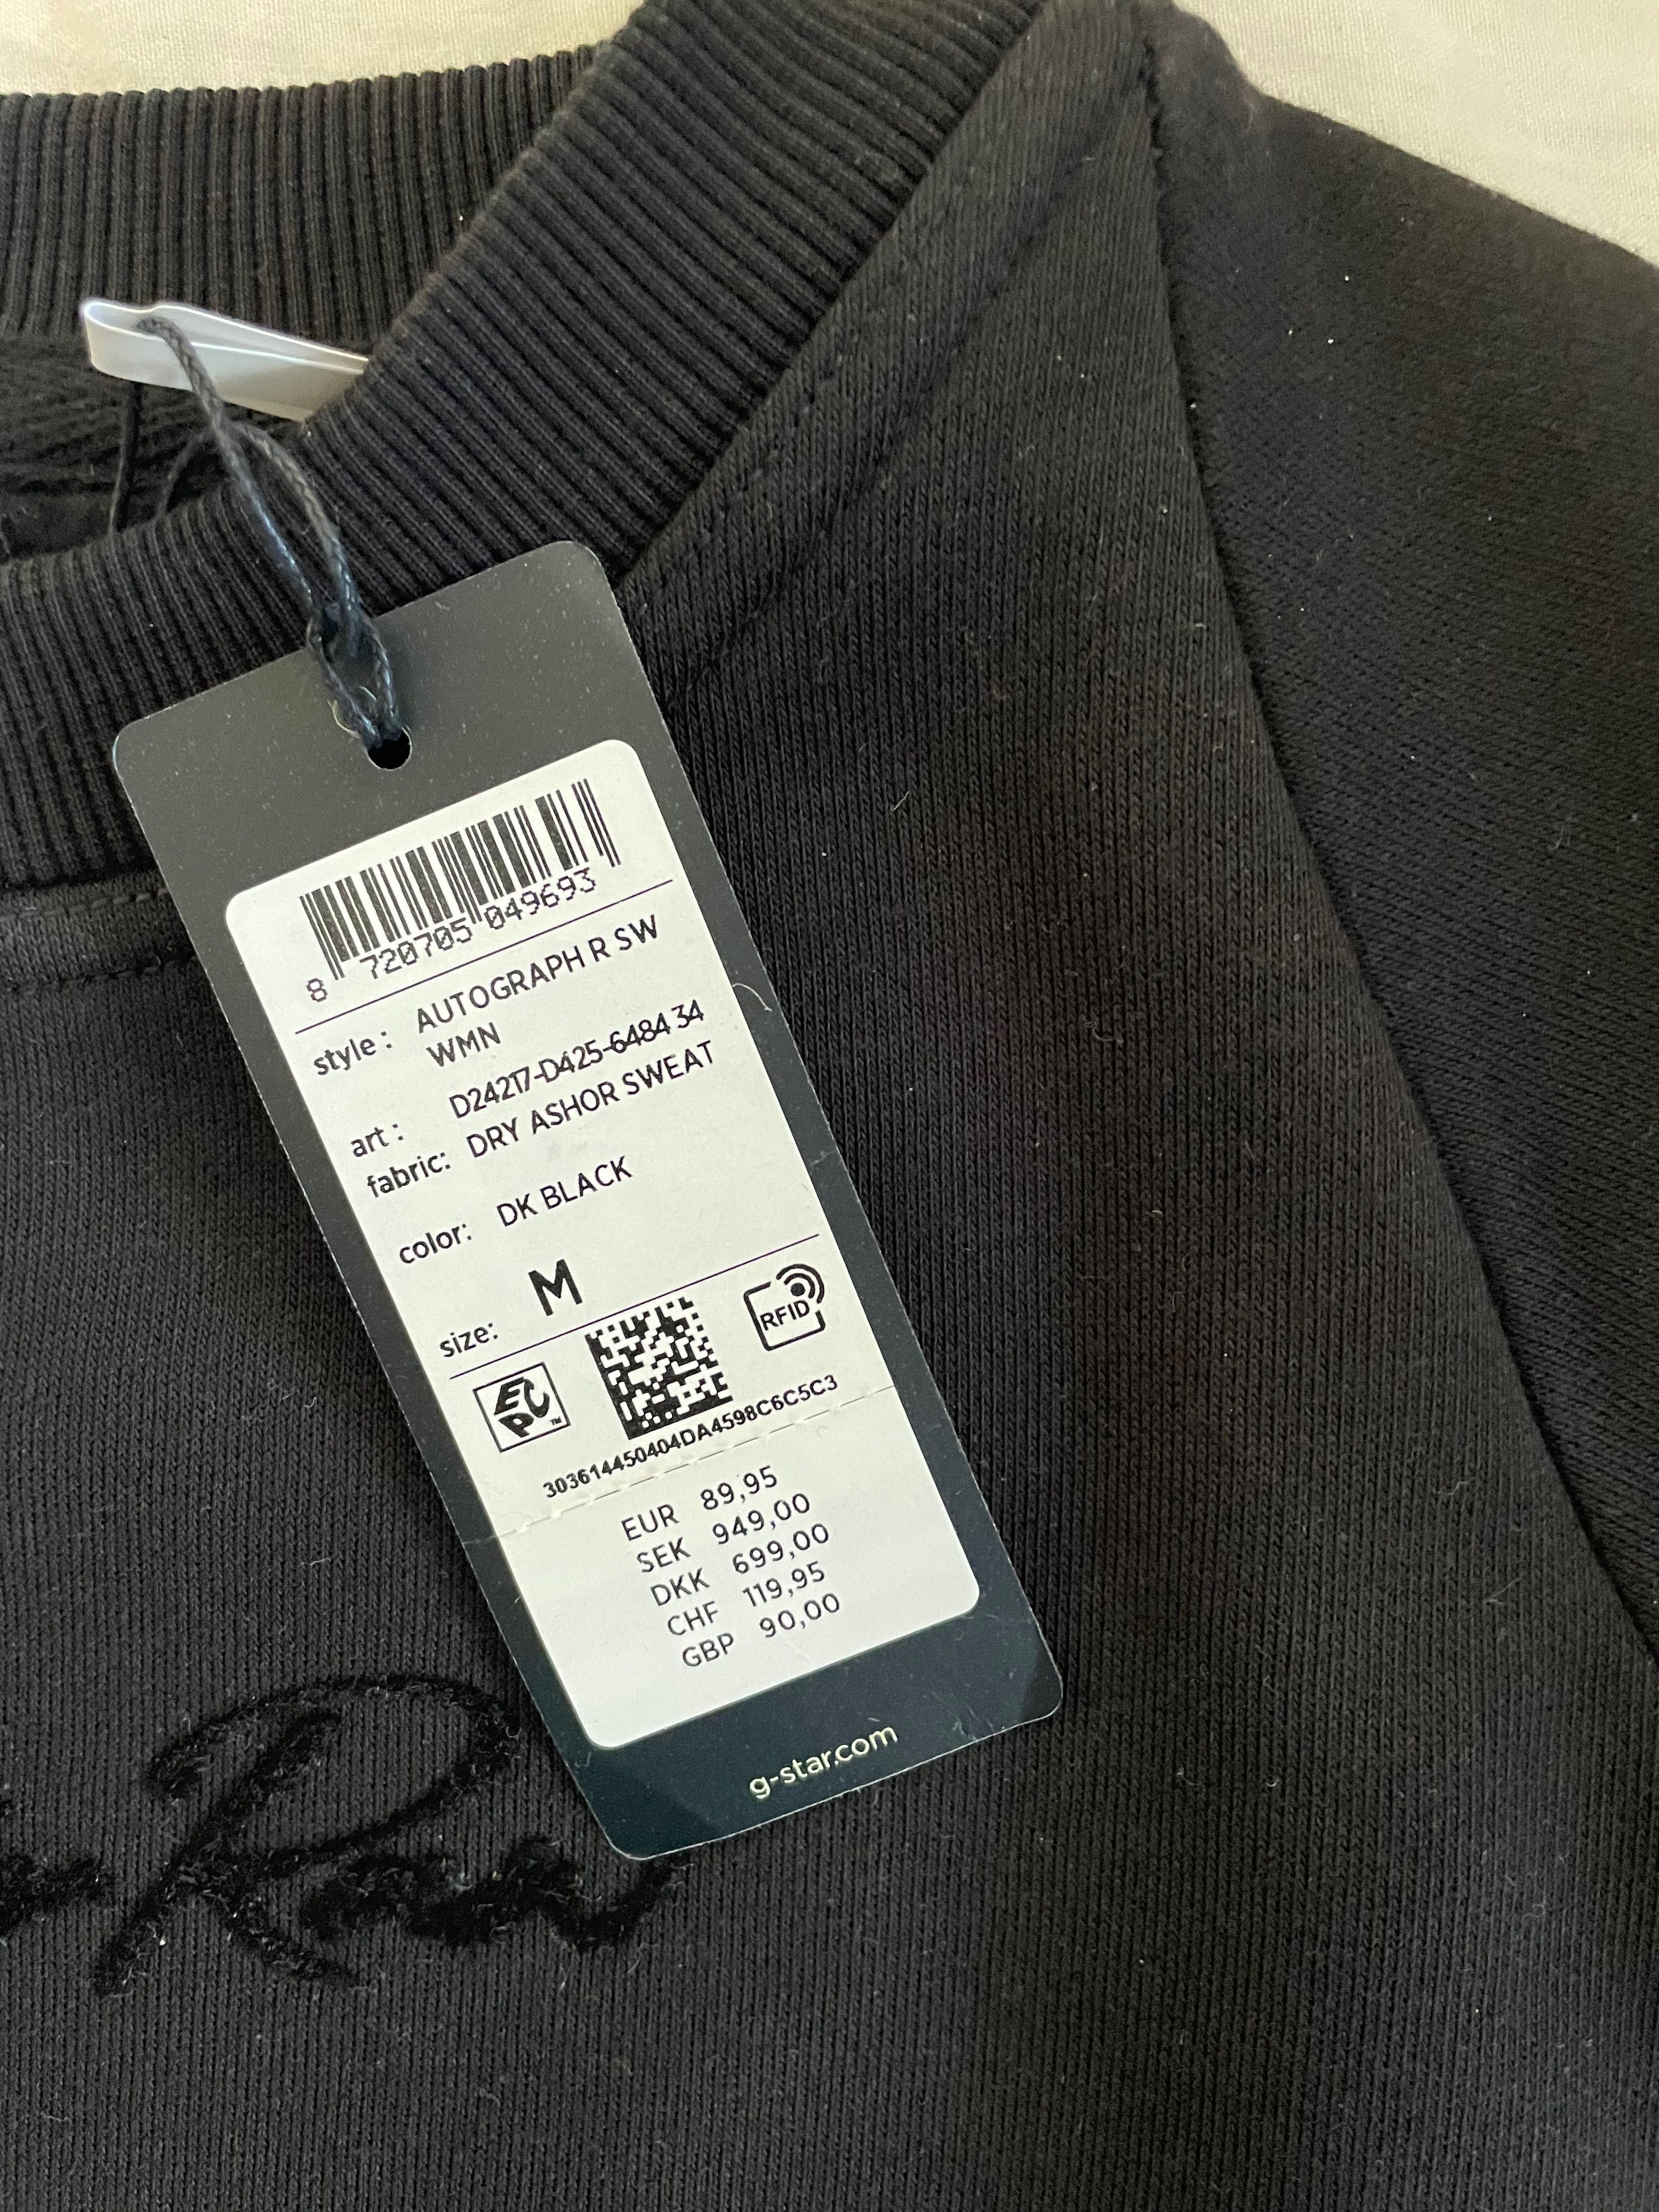 8 720705 049693
style : AUTOGRAPH R SW
WMN
art : D24217-D425-6484 34
fabric: DRY ASHOR SWEAT
color: DK BLACK
size: M
EPC ™
RFID
303614450404DA4598C6C5C3
EUR 89,95
SEK 949,00
DKK 699,00
CHF 119,95
GBP 90,00
g-star.com